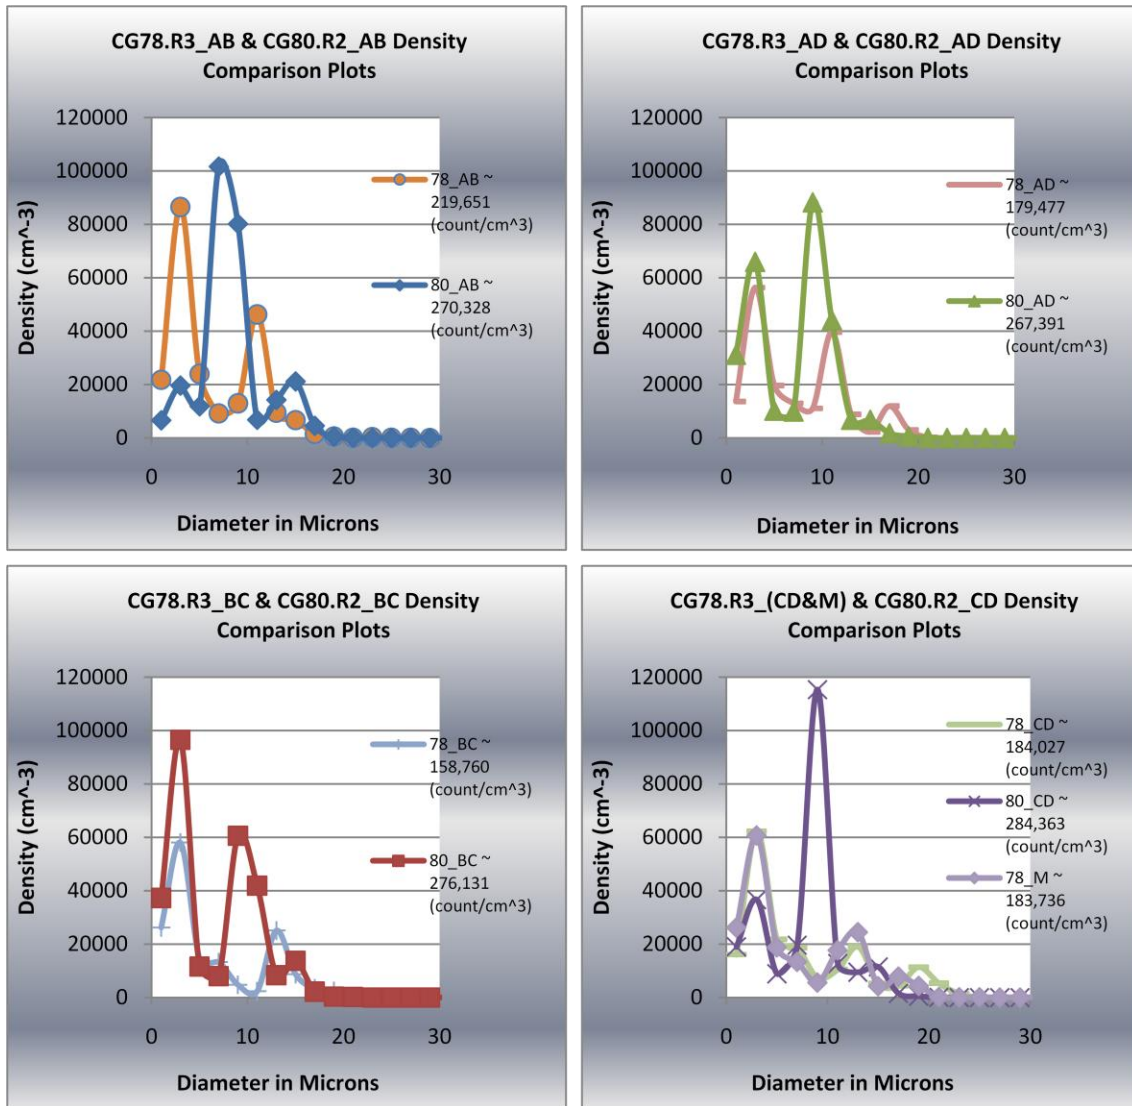 CG78.R3_AB & CG80.R2_AB Density
Comparison Plots
Density (cm^-3)
120000
100000
80000
60000
40000
20000
0
0
10
20
30
Diameter in Microns
78_AB ~
219,651
(count/cm^3)
80_AB ~
270,328
(count/cm^3)
CG78.R3_AD & CG80.R2_AD Density
Comparison Plots
Density (cm^-3)
120000
100000
80000
60000
40000
20000
0
0
10
20
30
Diameter in Microns
78_AD ~
179,477
(count/cm^3)
80_AD ~
267,391
(count/cm^3)
CG78.R3_BC & CG80.R2_BC Density
Comparison Plots
Density (cm^-3)
120000
100000
80000
60000
40000
20000
0
0
10
20
30
Diameter in Microns
78_BC ~
158,760
(count/cm^3)
80_BC ~
276,131
(count/cm^3)
CG78.R3_(CD&M) & CG80.R2_CD Density
Comparison Plots
Density (cm^-3)
120000
100000
80000
60000
40000
20000
0
0
10
20
30
Diameter in Microns
78_CD ~
184,027
(count/cm^3)
80_CD ~
284,363
(count/cm^3)
78_M ~
183,736
(count/cm^3)